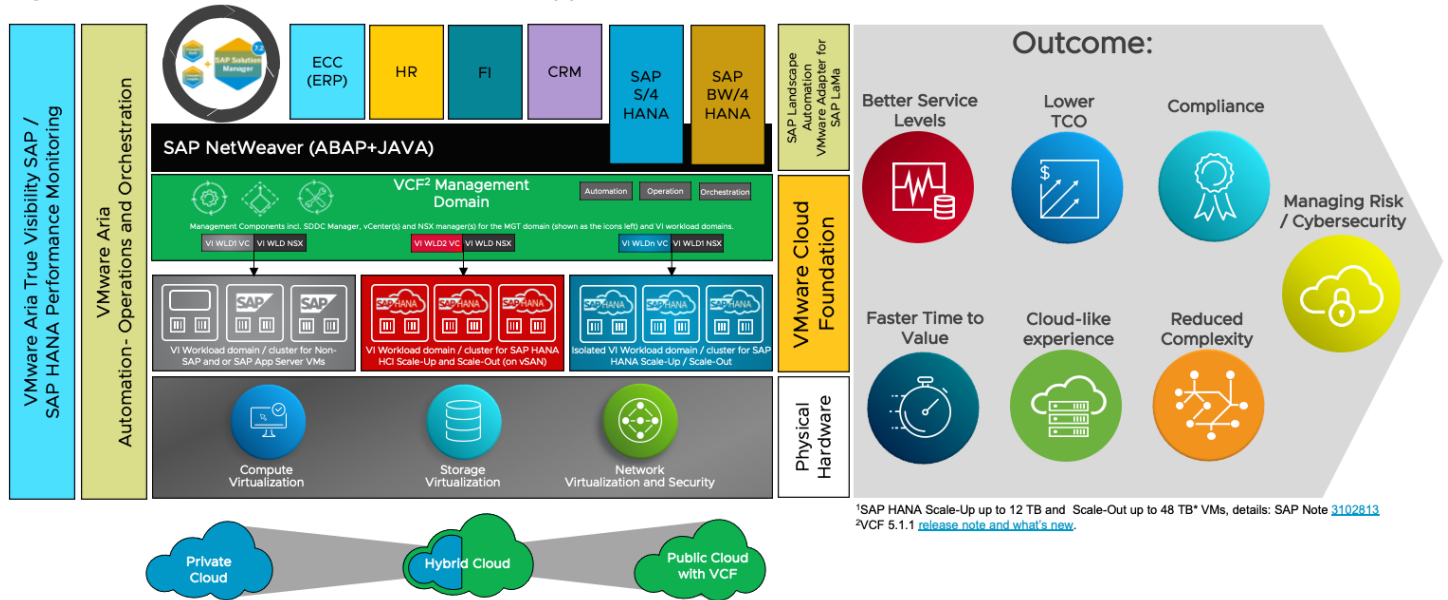 VMware Aria True Visibility SAP /
SAP HANA Performance Monitoring
VMware Aria
Automation- Operations and Orchestration
7.2
SAP Solution
Manager
ECC
(ERP)
HR
FI
CRM
SAP
S/4
HANA
SAP
BW/4
HANA
SAP NetWeaver (ABAP+JAVA)
SAP Landscape
Automation
VMware Adapter for
SAP LaMa
VCF² Management
Domain
Automation
Operation
Orchestration
Management Components incl. SDDC Manager, vCenter(s) and NSX manager(s) for the MGT domain (shown as the icons left) and VI workload domains.
VI WLD1 VC
VI WLD NSX
VI WLD2 VC
VI WLD NSX
VI WLDn VC
VI WLD1 NSX
SAP
SAP
VI Workload domain / cluster for Non-
SAP and or SAP App Server VMs
SAP HANA
SAP HANA
SAP HANA
VI Workload domain / cluster for SAP HANA
HCI Scale-Up and Scale-Out (on vSAN)
SAP HANA
SAP HANA
SAP HANA
Isolated VI Workload domain / cluster for SAP
HANA Scale-Up / Scale-Out
VMware Cloud
Foundation
Compute
Virtualization
Storage
Virtualization
Network
Virtualization and Security
Physical
Hardware
Private
Cloud
Hybrid Cloud
Public Cloud
with VCF
Outcome:
Better Service
Levels
Lower
TCO
$
Compliance
Managing Risk
/ Cybersecurity
Faster Time to
Value
Cloud-like
experience
Reduced
Complexity
¹SAP HANA Scale-Up up to 12 TB and Scale-Out up to 48 TB* VMs, details: SAP Note 3102813
²VCF 5.1.1 release note and what's new.